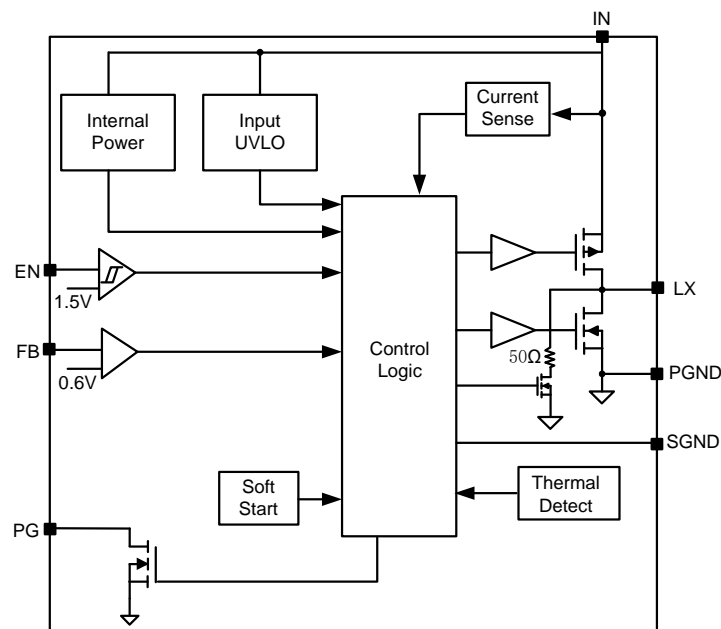 IN
Internal
Power
Input
UVLO
Current
Sense
EN
1.5V
LX
FB
0.6V
50Ω
Control
Logic
PGND
SGND
Soft
Start
Thermal
Detect
PG